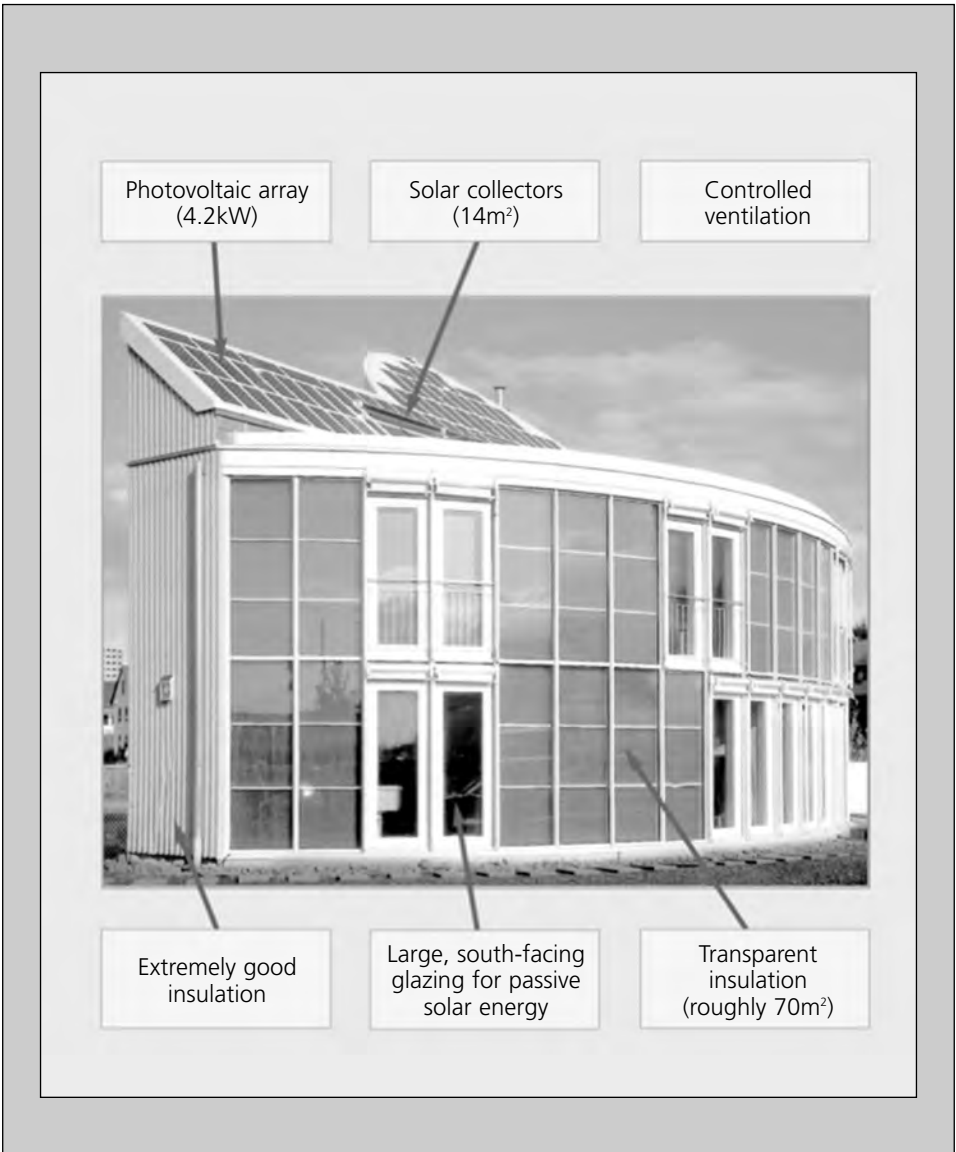 Photovoltaic array
(4.2kW)
Solar collectors
(14m²)
Controlled
ventilation
Extremely good
insulation
Large, south-facing
glazing for passive
solar energy
Transparent
insulation
(roughly 70m²)